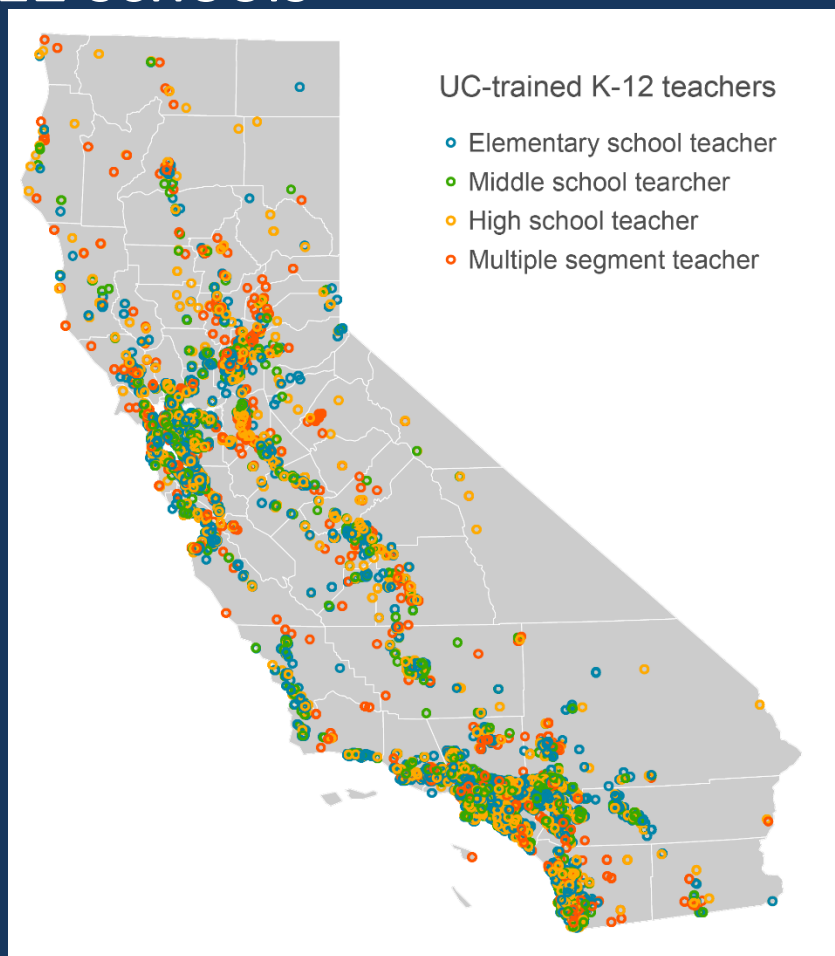 UC-trained K-12 teachers
Elementary school teacher
Middle school tearcher
High school teacher
Multiple segment teacher